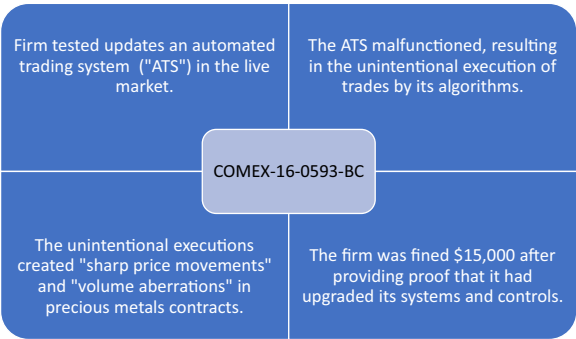 Firm tested updates an automated
trading system ("ATS") in the live
market.
The ATS malfunctioned, resulting
in the unintentional execution of
trades by its algorithms.
COMEX-16-0593-BC
The unintentional executions
created "sharp price movements"
and "volume aberrations" in
precious metals contracts.
The firm was fined $15,000 after
providing proof that it had
upgraded its systems and controls.